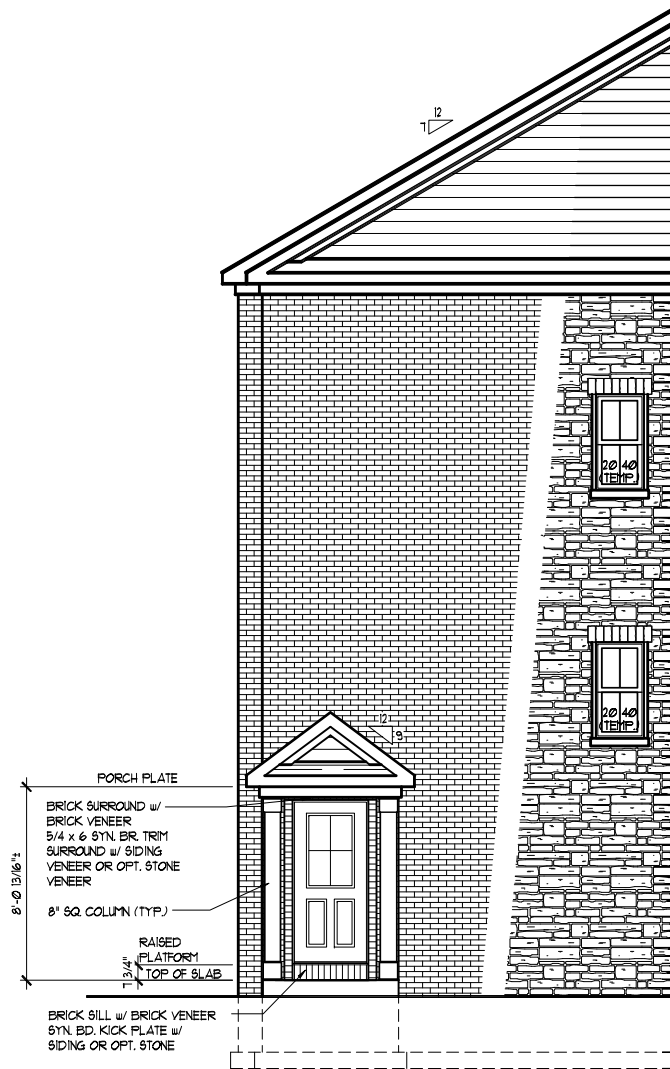 12
7
20 40
(TEMP.)
20 40
(TEMP.)
12
9
PORCH PLATE
BRICK SURROUND w/
BRICK VENEER
5/4 x 6 SYN. BR. TRIM
SURROUND w/ SIDING
VENEER OR OPT. STONE
VENEER
8'-0 13/16"±
8" SQ. COLUMN (TYP.)
RAISED
PLATFORM
7 3/4"
TOP OF SLAB
BRICK SILL w/ BRICK VENEER
SYN. BD. KICK PLATE w/
SIDING OR OPT. STONE